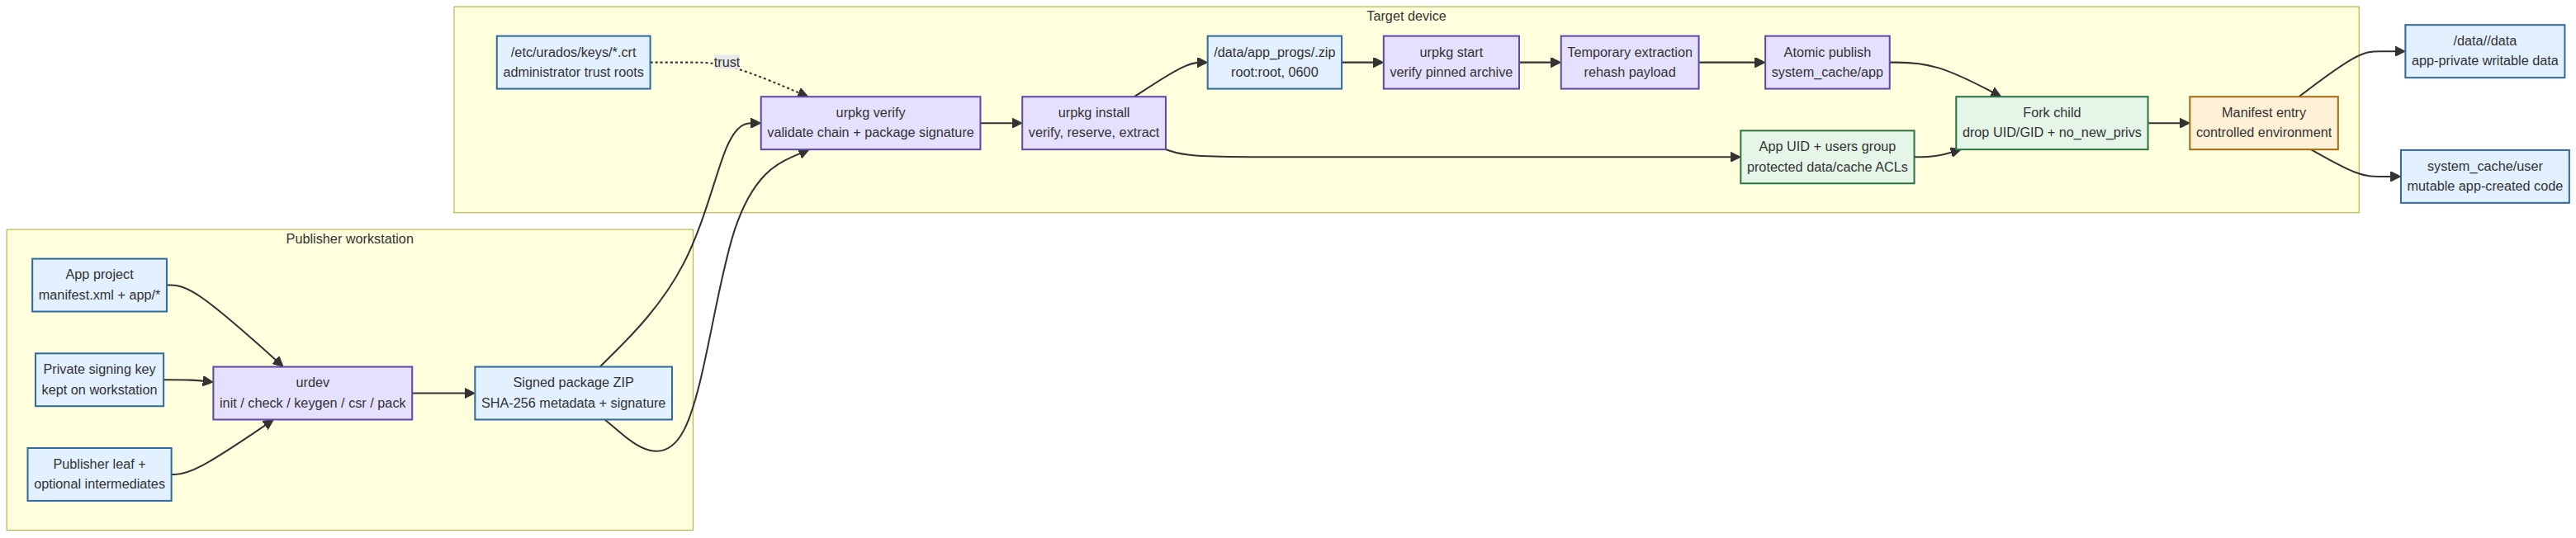 Target device
/etc/urados/keys/*.crt
administrator trust roots
trust
urpkg verify
validate chain + package signature
urpkg install
verify, reserve, extract
/data/app_progs/.zip
root:root, 0600
urpkg start
verify pinned archive
Temporary extraction
rehash payload
Atomic publish
system_cache/app
App UID + users group
protected data/cache ACLs
Fork child
drop UID/GID + no_new_privs
Manifest entry
controlled environment
/data//data
app-private writable data
system_cache/user
mutable app-created code
Publisher workstation
App project
manifest.xml + app/*
Private signing key
kept on workstation
Publisher leaf +
optional intermediates
urdev
init / check / keygen / csr / pack
Signed package ZIP
SHA-256 metadata + signature